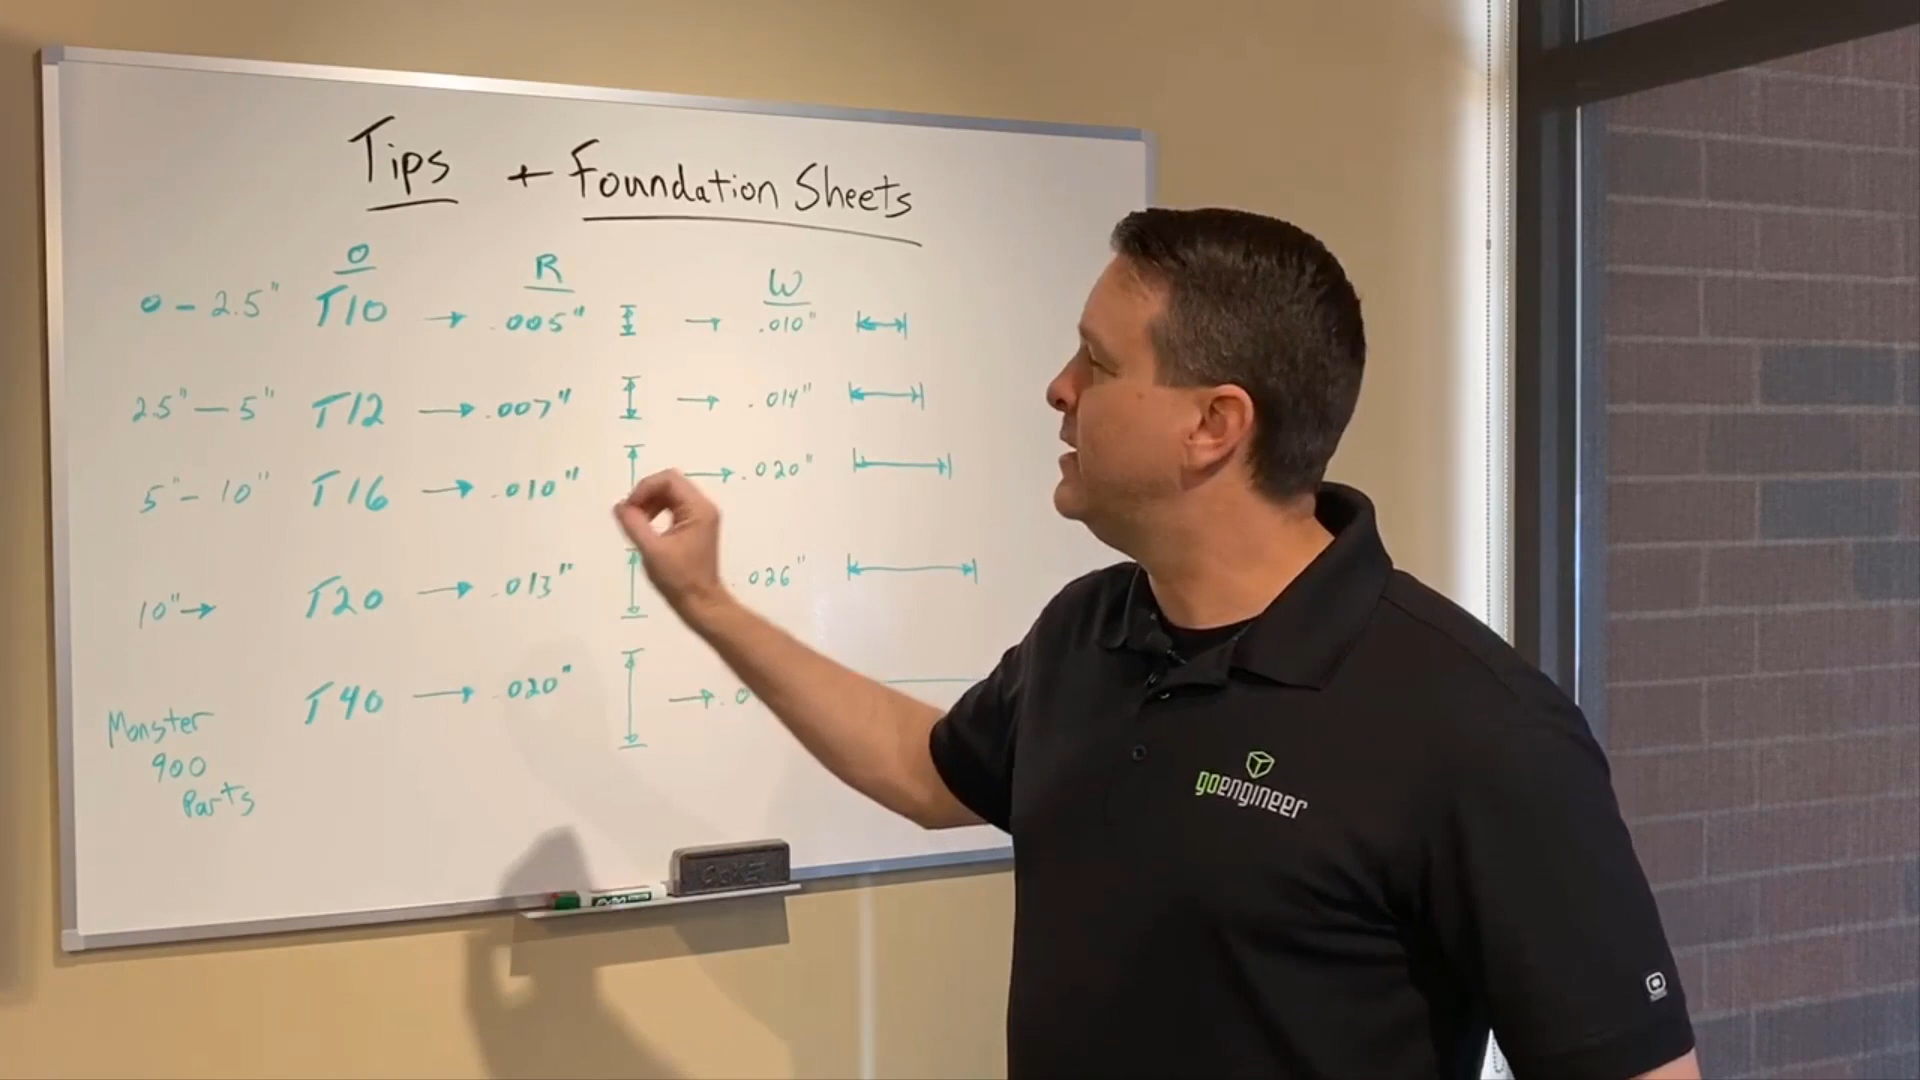 Tips + Foundation Sheets
O R W
0 - 2.5" T10 → .005" → .010"
2.5" — 5" T12 → .007" → .014"
5" - 10" T16 → .010" → .020"
10" → T20 → .013" .026"
Monster 900 Parts T40 → .020" → .0
goengineer
EXPO